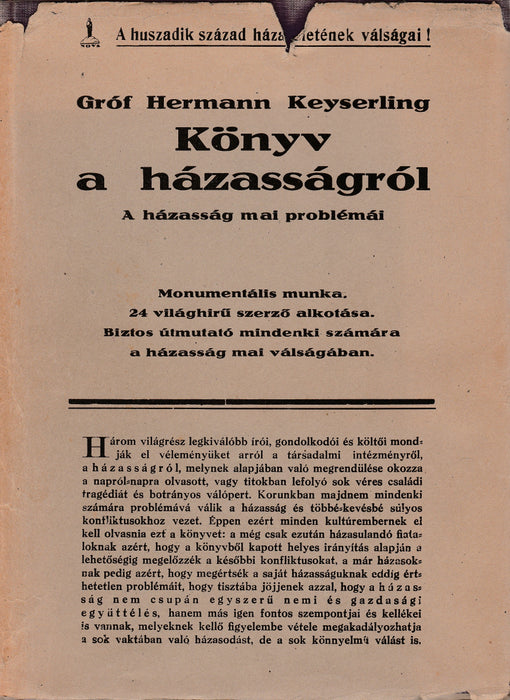 NOVA
A huszadik század háza letének válságai!
Gróf Hermann Keyserling
Könyv
a házasságról
A házasság mai problémái
Monumentális munka.
24 világhirű szerző alkotása.
Biztos útmutató mindenki számára
a házasság mai válságában.
Három világrész legkiválóbb írói, gondolkodói és költői mond=
ják el véleményüket arról a társadalmi intézményről,
a házasságról, melynek alapjában való megrendülése okozza
a napról=napra olvasott, vagy titokban lefolyó sok véres családi
tragédiát és botrányos válópert. Korunkban majdnem mindenki
számára problémává válik a házasság és többé=kevésbé súlyos
konfliktusokhoz vezet. Éppen ezért minden kultúrembernek el
kell olvasnia ezt a könyvet: a még csak ezután házasulandó fiata=
loknak azért, hogy a könyvből kapott helyes irányítás alapján a
lehetőségig megelőzzék a későbbi konfliktusokat, a már házasok=
nak pedig azért, hogy megértsék a saját házasságuknak eddig ért=
hetetlen problémáit, hogy tisztába jöjjenek azzal, hogy a házas=
ság nem csupán egyszerű nemi és gazdasági
együttélés, hanem más igen fontos szempontjai és kellékei
is vannak, melyeknek kellő figyelembe vétele megakadályozhatja
a sok vaktában való házasodást, de a sok könnyelmű válást is.